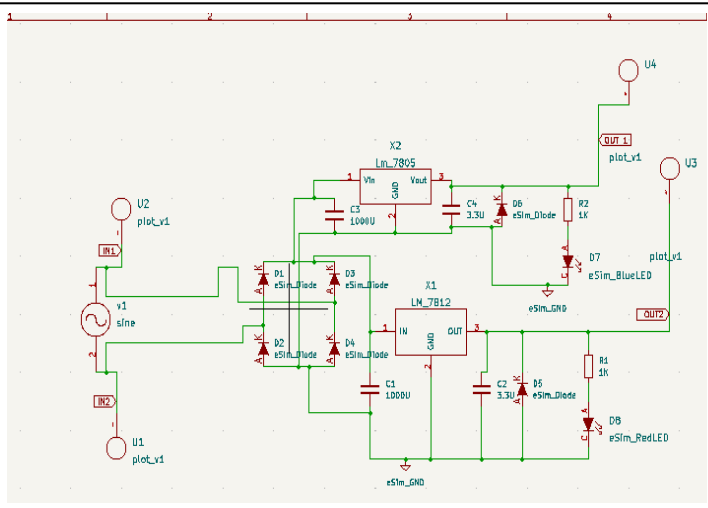 1 2 3 4
U4
OUT 1
plot_v1
X2
Lm_7805
U3
1 Vin Vout 3
GND
2
U2
plot_v1
C3
1000U
C4
3.3U
D6
eSim_Diode
R2
1K
IN1
plot_v1
D7
eSim_BlueLED
D1
eSim_Diode
D3
eSim_Diode
X1
LM_7812
eSim_GND
1
v1
sine
2
OUT2
1 IN OUT 3
GND
2
D2
eSim_Diode
D4
eSim_Diode
R1
1K
C1
1000U
C2
3.3U
D5
eSim_Diode
IN2
D8
eSim_RedLED
U1
plot_v1
eSim_GND
A K A K A K A K A K A C A K A C